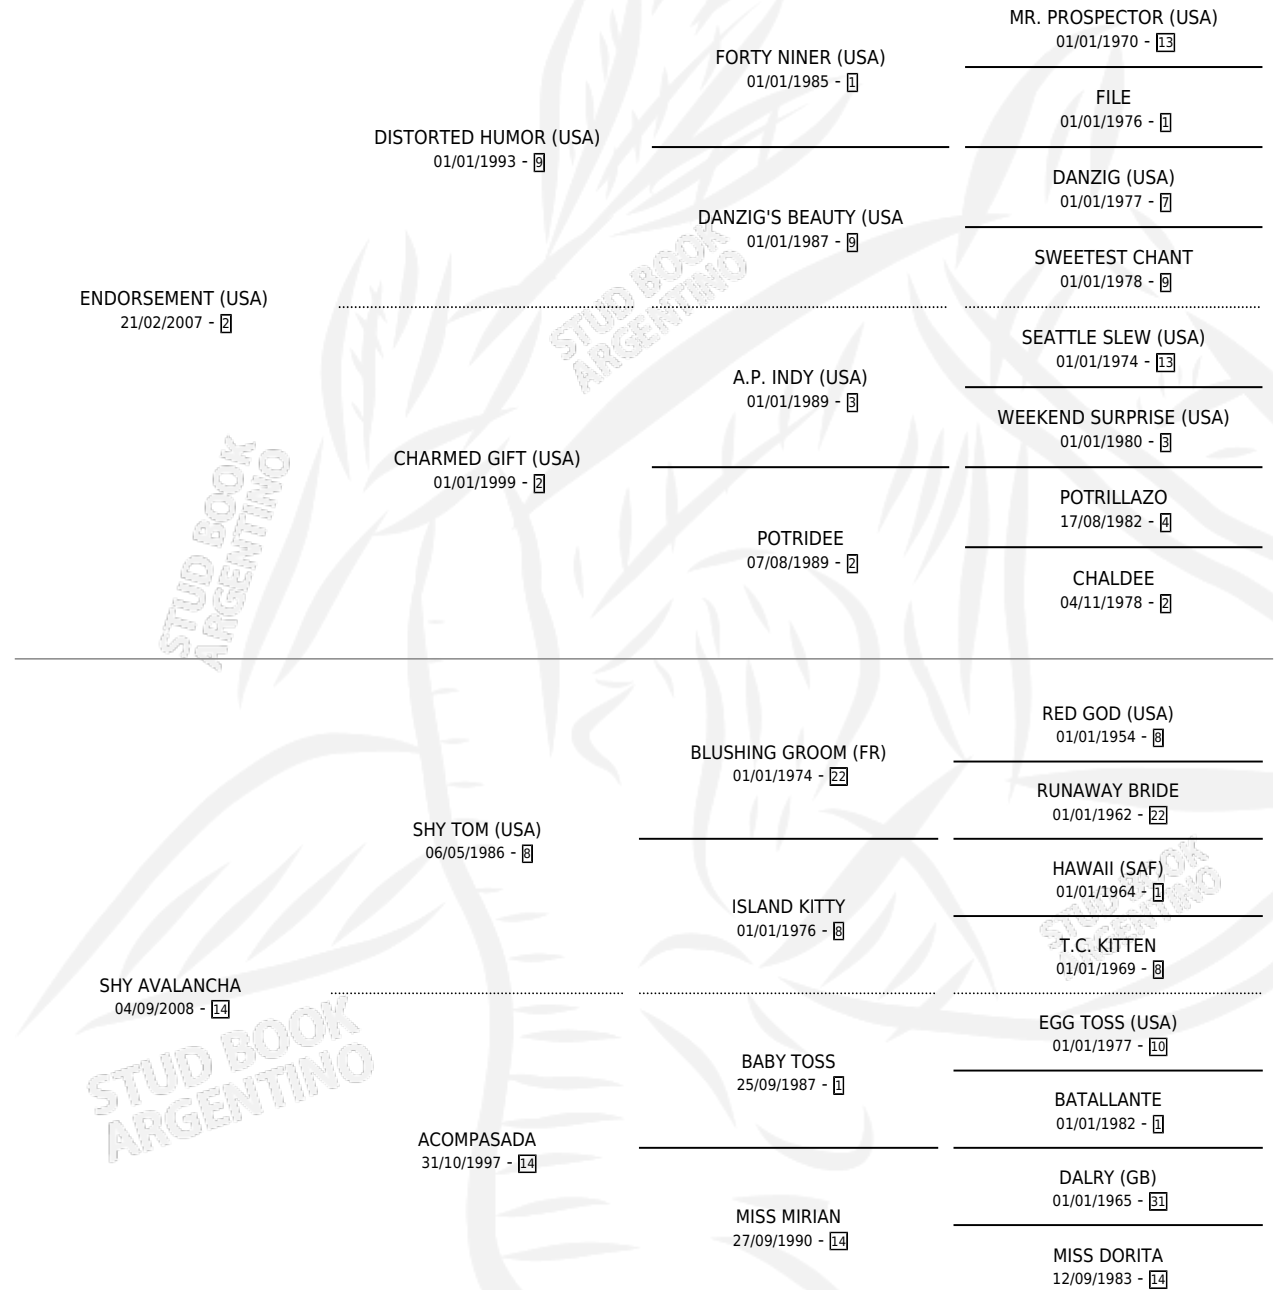 MR. PROSPECTOR (USA)
01/01/1970 - 13
FORTY NINER (USA)
01/01/1985 - 1
FILE
01/01/1976 - 1
DISTORTED HUMOR (USA)
01/01/1993 - 9
DANZIG (USA)
01/01/1977 - 7
DANZIG'S BEAUTY (USA
01/01/1987 - 9
SWEETEST CHANT
01/01/1978 - 9
ENDORSEMENT (USA)
21/02/2007 - 2
SEATTLE SLEW (USA)
01/01/1974 - 13
A.P. INDY (USA)
01/01/1989 - 3
WEEKEND SURPRISE (USA)
01/01/1980 - 3
CHARMED GIFT (USA)
01/01/1999 - 2
POTRILLAZO
17/08/1982 - 4
POTRIDEE
07/08/1989 - 2
CHALDEE
04/11/1978 - 2
RED GOD (USA)
01/01/1954 - 8
BLUSHING GROOM (FR)
01/01/1974 - 22
RUNAWAY BRIDE
01/01/1962 - 22
SHY TOM (USA)
06/05/1986 - 8
HAWAII (SAF)
01/01/1964 - 1
ISLAND KITTY
01/01/1976 - 8
T.C. KITTEN
01/01/1969 - 8
SHY AVALANCHA
04/09/2008 - 14
EGG TOSS (USA)
01/01/1977 - 10
BABY TOSS
25/09/1987 - 1
BATALLANTE
01/01/1982 - 1
ACOMPASADA
31/10/1997 - 14
DALRY (GB)
01/01/1965 - 31
MISS MIRIAN
27/09/1990 - 14
MISS DORITA
12/09/1983 - 14
STUD BOOK
ARGENTINO
STUD BOOK
ARGENTINO
STUD BOOK
ARGENTINO
STUD BOOK
ARGENTINO